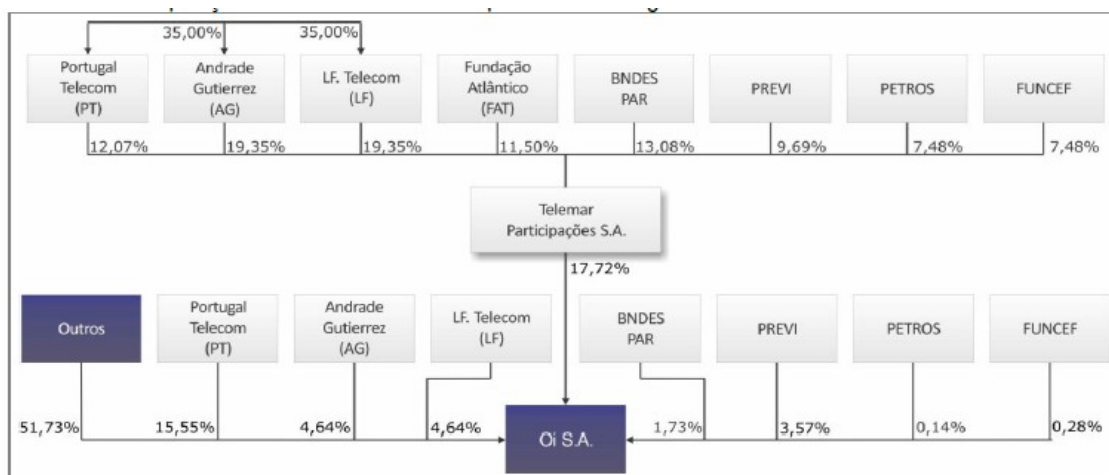 35,00%
35,00%
Portugal
Telecom
(PT)
Andrade
Gutierrez
(AG)
LF. Telecom
(LF)
Fundação
Atlântico
(FAT)
BNDES
PAR
PREVI
PETROS
FUNCEF
12,07%
19,35%
19,35%
11,50%
13,08%
9,69%
7,48%
7,48%
Telemar
Participações S.A.
17,72%
Outros
Portugal
Telecom
(PT)
Andrade
Gutierrez
(AG)
LF. Telecom
(LF)
BNDES
PAR
PREVI
PETROS
FUNCEF
51,73%
15,55%
4,64%
4,64%
Oi S.A.
1,73%
3,57%
0,14%
0,28%